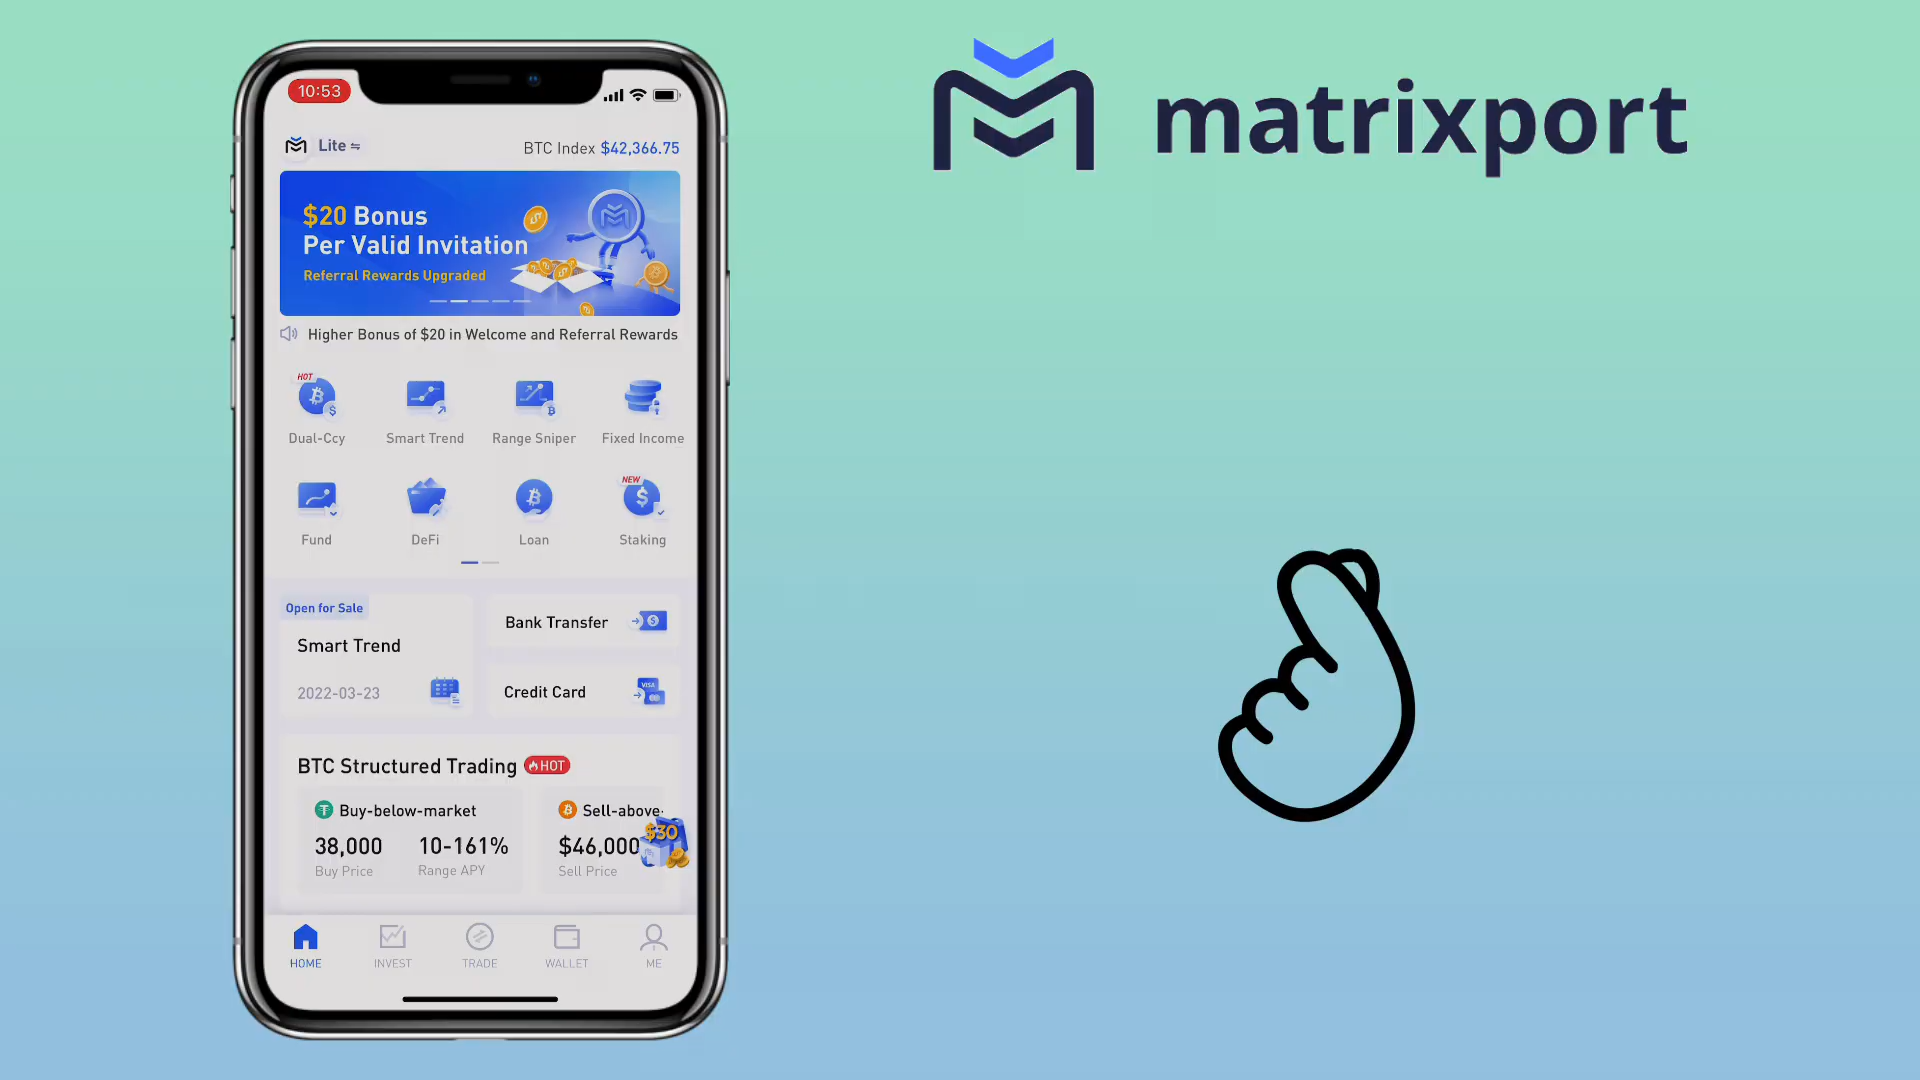 matrixport
10:53
Lite
BTC Index $42,366.75
$20 Bonus
Per Valid Invitation
Referral Rewards Upgraded
Higher Bonus of $20 in Welcome and Referral Rewards
HOT
Dual-Ccy Smart Trend Range Sniper Fixed Income
NEW
Fund DeFi Loan Staking
Open for Sale
Smart Trend
2022-03-23
Bank Transfer
Credit Card
VISA
BTC Structured Trading HOT
Buy-below-market
38,000 10-161%
Buy Price Range APY
Sell-above-
$46,000
Sell Price
$30
HOME INVEST TRADE WALLET ME